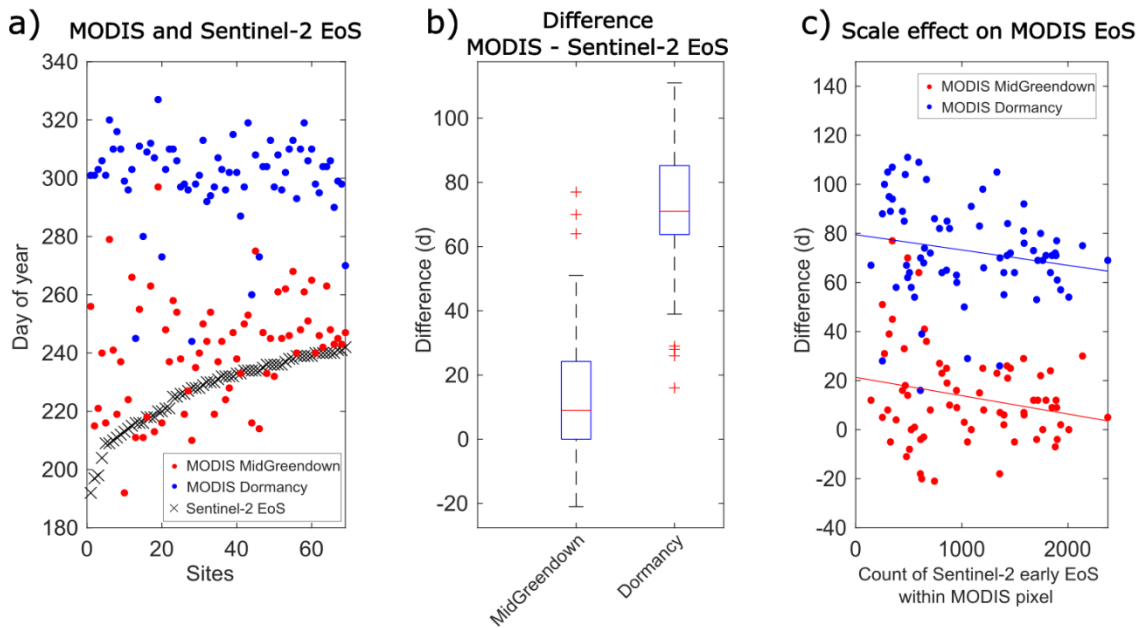 a) MODIS and Sentinel-2 EoS
340
320
300
280
260
240
220
200
180
0
20
40
60
Day of year
Sites
MODIS MidGreendown
MODIS Dormancy
Sentinel-2 EoS
b) Difference
MODIS - Sentinel-2 EoS
100
80
60
40
20
0
-20
Difference (d)
MidGreendown
Dormancy
c) Scale effect on MODIS EoS
140
120
100
80
60
40
20
0
-20
-40
0
1000
2000
Difference (d)
Count of Sentinel-2 early EoS
within MODIS pixel
MODIS MidGreendown
MODIS Dormancy